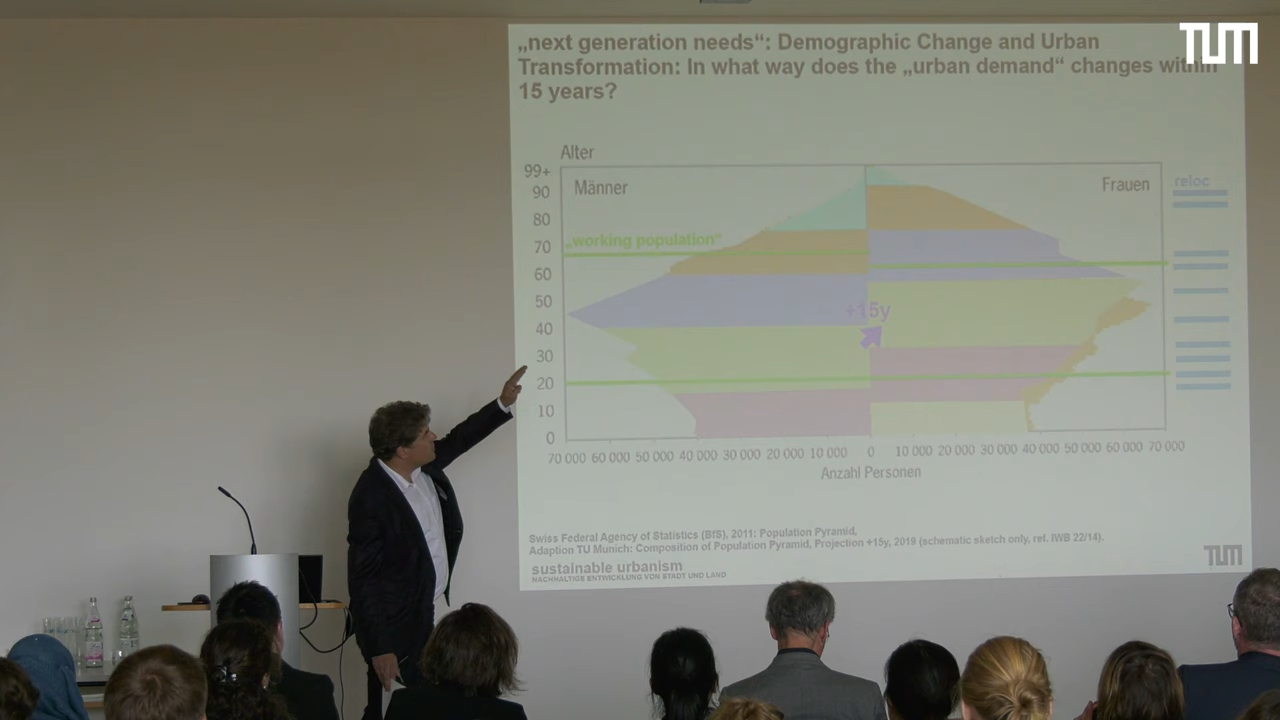 „next generation needs“: Demographic Change and Urban
Transformation: In what way does the „urban demand“ changes within
15 years?
TUM
Alter
99+
90
80
70
60
50
40
30
20
10
0
Männer
Frauen
reloc
„working population“
+15y
70 000 60 000 50 000 40 000 30 000 20 000 10 000 0 10 000 20 000 30 000 40 000 50 000 60 000 70 000
Anzahl Personen
Swiss Federal Agency of Statistics (BfS), 2011: Population Pyramid,
Adaption TU Munich: Composition of Population Pyramid, Projection +15y, 2019 (schematic sketch only, ref. IWB 22/14).
sustainable urbanism
NACHHALTIGE ENTWICKLUNG VON STADT UND LAND
TUM